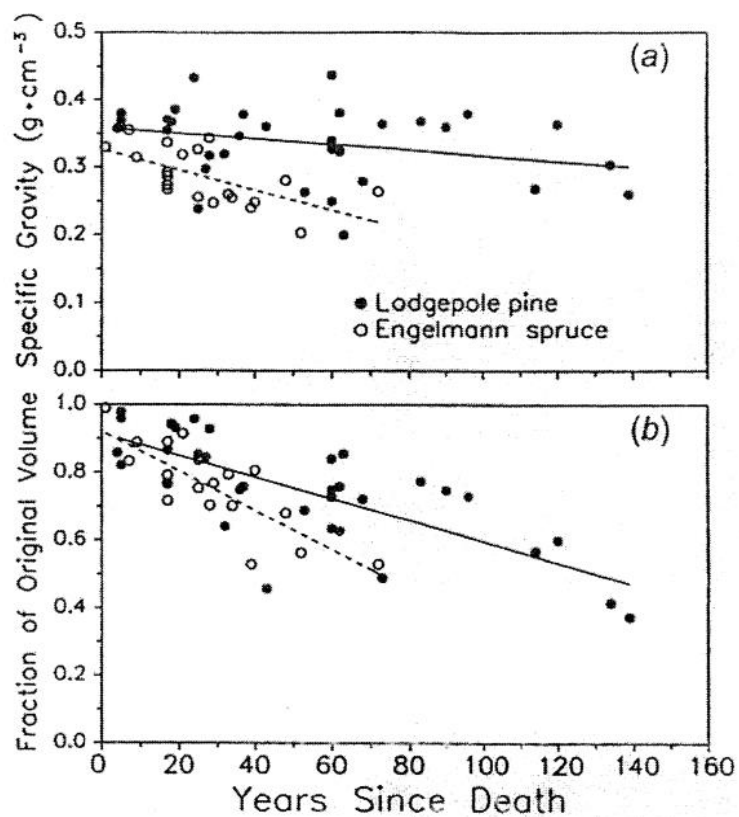 0.5
(a)
0.4
0.3
0.2
0.1
0.0
Specific Gravity (g•cm⁻³)
● Lodgepole pine
○ Engelmann spruce
1.0
(b)
0.8
0.6
0.4
0.2
0.0
Fraction of Original Volume
0 20 40 60 80 100 120 140 160
Years Since Death